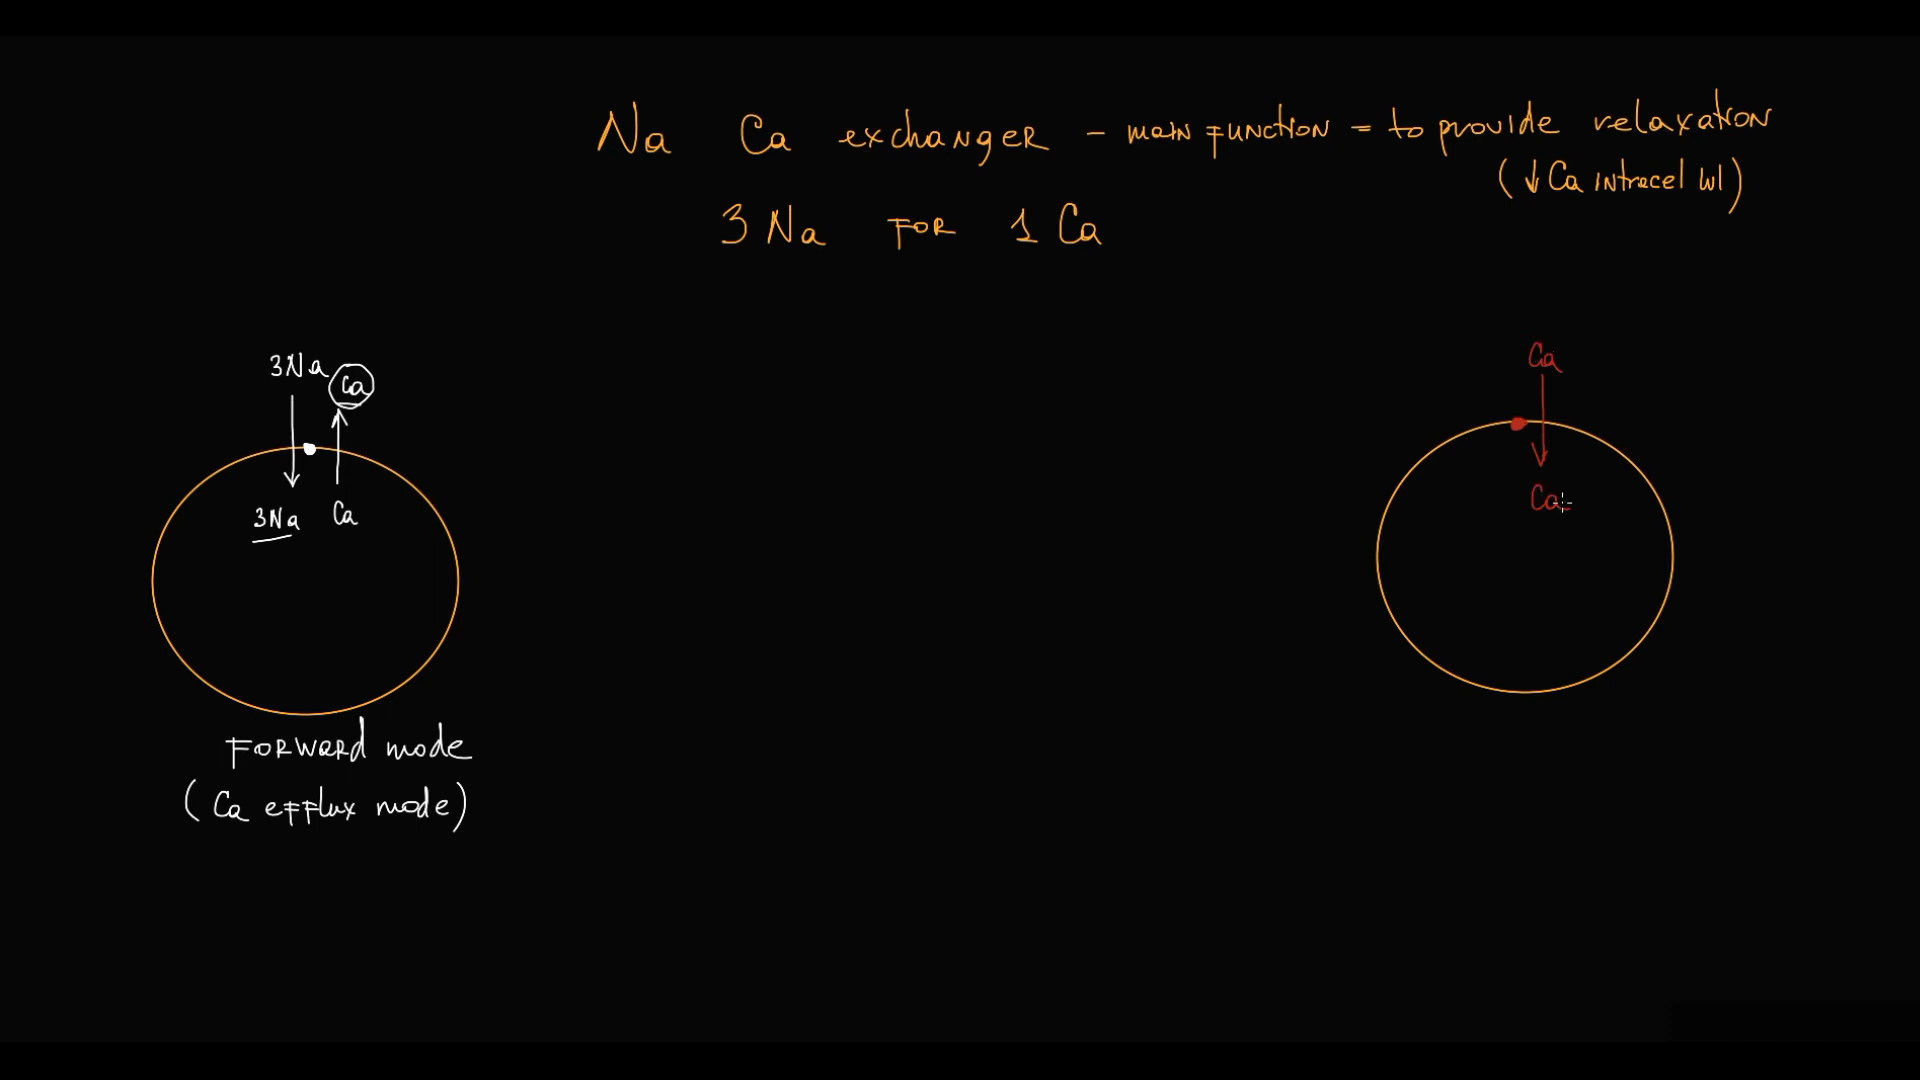 Na Ca exchanger - main function = to provide relaxation
(↓ Ca intracel lvl)
3 Na for 1 Ca
3Na Ca
3Na Ca
Forward mode
(Ca efflux mode)
Ca
Ca